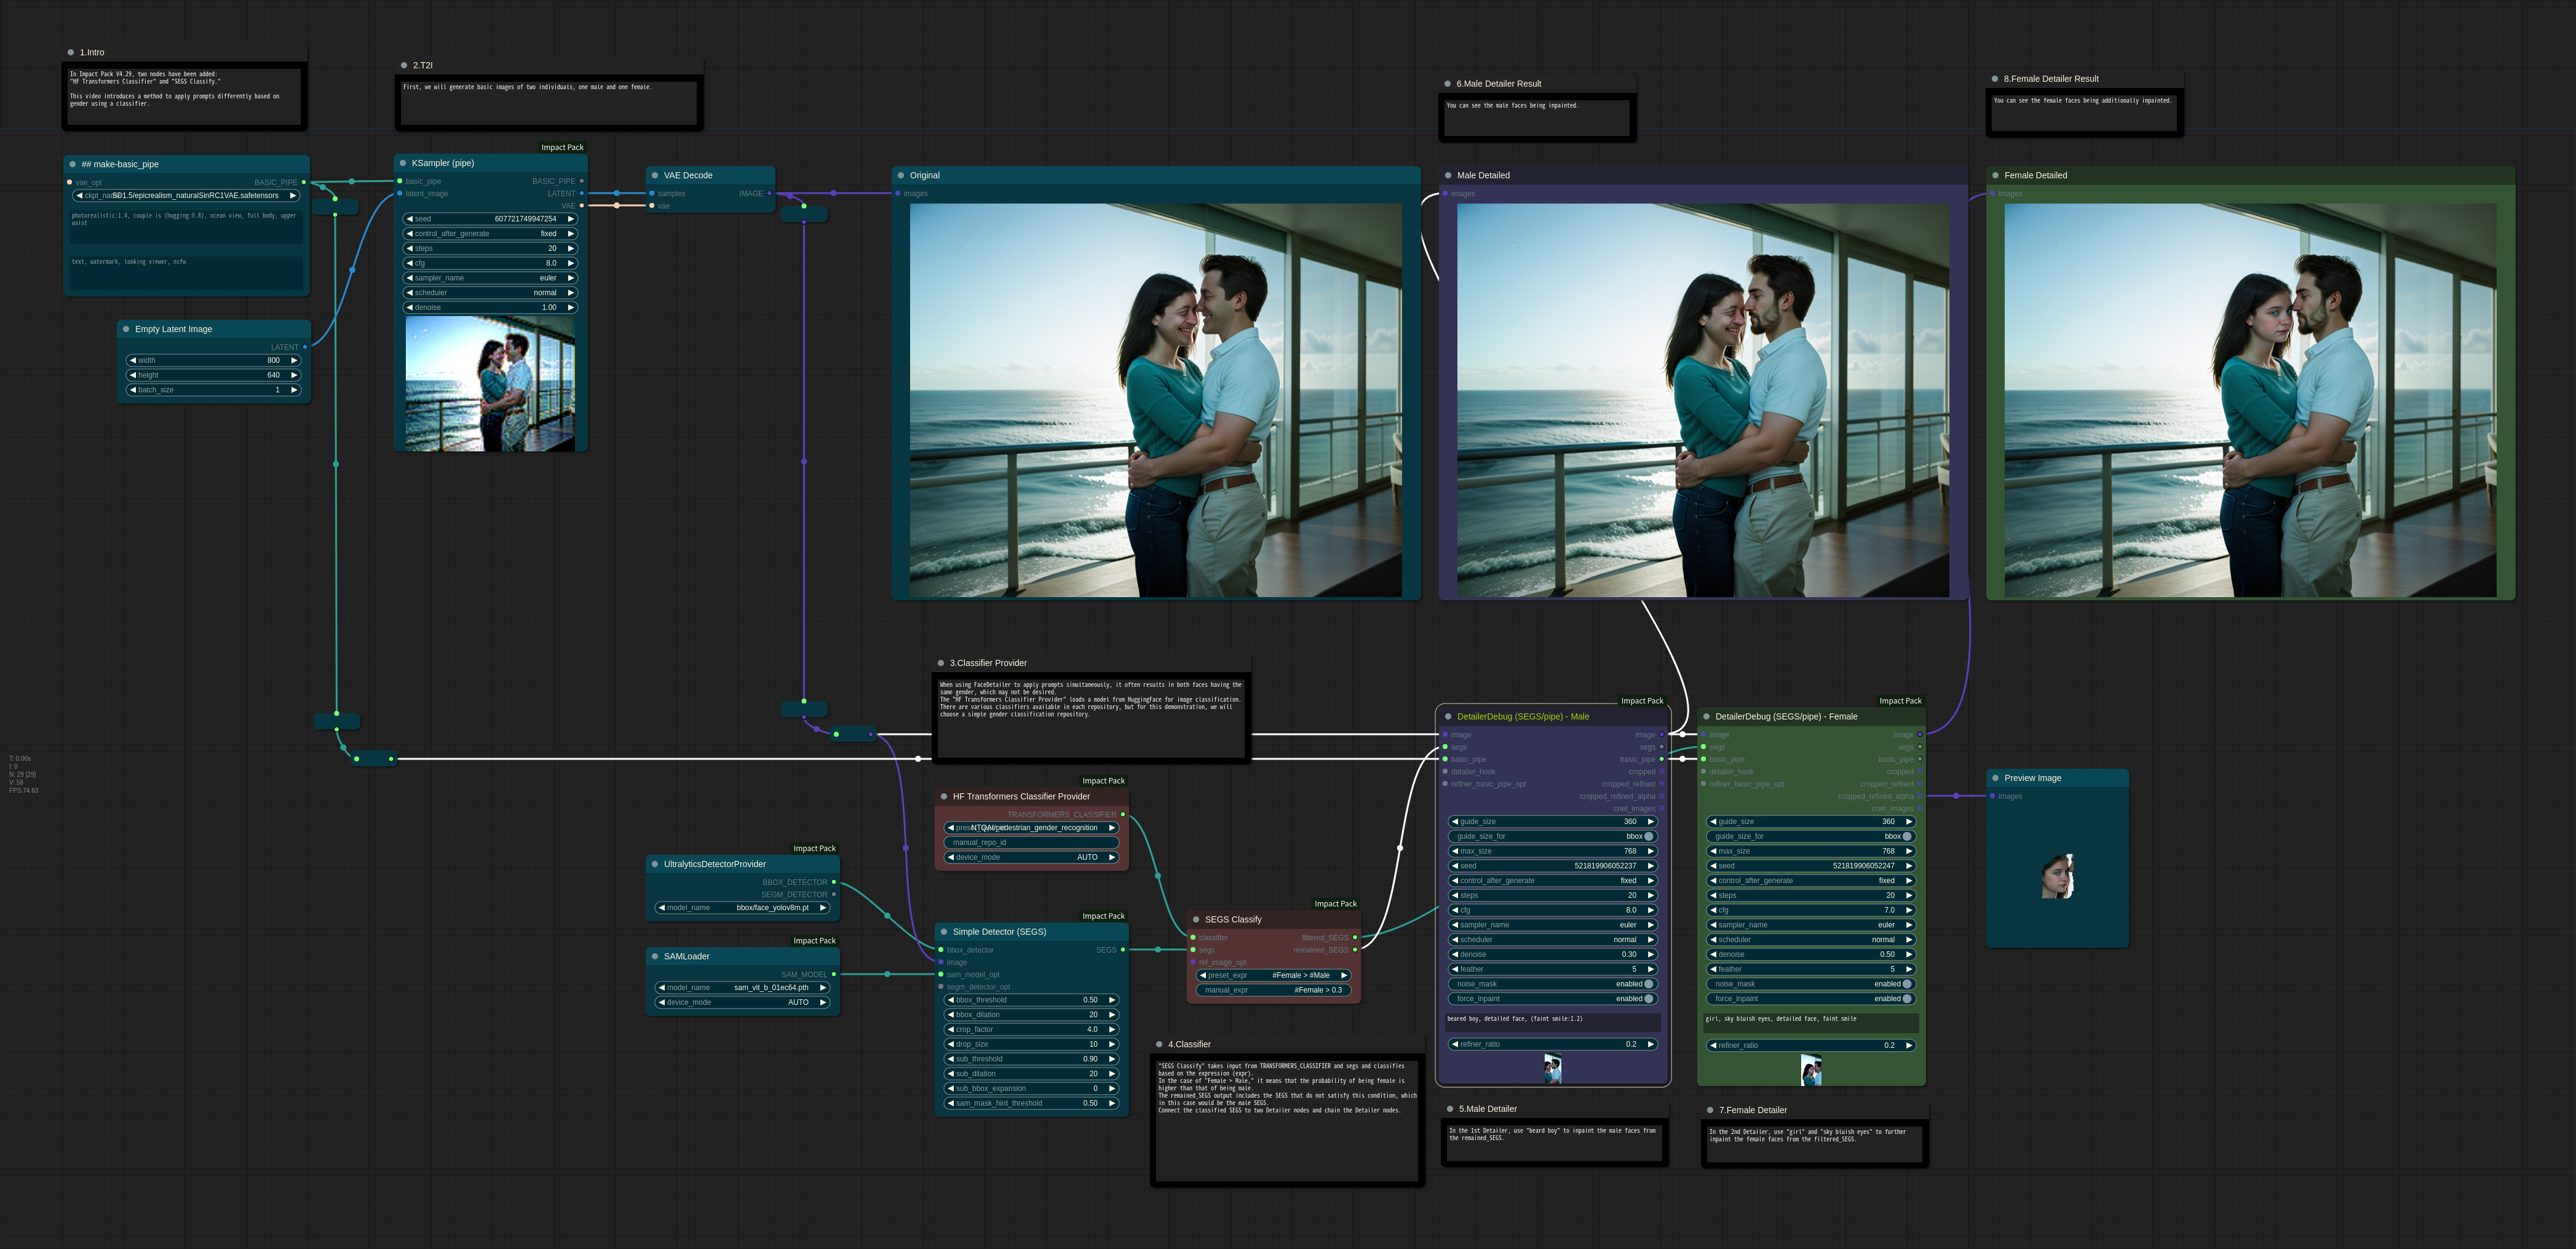 1.Intro
In Impact Pack V4.29, two nodes have been added:
"HF Transformers Classifier" and "SEGS Classify."
This video introduces a method to apply prompts differently based on
gender using a classifier.
2.T2I
First, we will generate basic images of two individuals, one male and one female.
6.Male Detailer Result
You can see the male faces being inpainted.
8.Female Detailer Result
You can see the female faces being additionally inpainted.
## make-basic_pipe
vae_opt
BASIC_PIPE
SD1.5/epicrealism_naturalSinRC1VAE.safetensors
photorealistic:1.4, couple is (hugging:0.8), ocean view, full body, upper
waist
text, watermark, looking viewer, nsfw
Empty Latent Image
LATENT
width 800
height 640
batch_size 1
Impact Pack
KSampler (pipe)
basic_pipe BASIC_PIPE
latent_image LATENT
VAE
seed 607721749947254
control_after_generate fixed
steps 20
cfg 8.0
sampler_name euler
scheduler normal
denoise 1.00
VAE Decode
samples IMAGE
vae
Original
images
Male Detailed
images
Female Detailed
images
3.Classifier Provider
When using FaceDetailer to apply prompts simultaneously, it often results in both faces having the
same gender, which may not be desired.
The "HF Transformers Classifier Provider" loads a model from HuggingFace for image classification.
There are various classifiers available in each repository, but for this demonstration, we will
choose a simple gender classification repository.
T: 0.00s
I: 0
N: 29 [29]
V: 58
FPS:74.63
Impact Pack
HF Transformers Classifier Provider
TRANSFORMERS_CLASSIFIER
NTQAI/pedestrian_gender_recognition
manual_repo_id
device_mode AUTO
Impact Pack
UltralyticsDetectorProvider
BBOX_DETECTOR
SEGM_DETECTOR
model_name bbox/face_yolov8m.pt
Impact Pack
SAMLoader
SAM_MODEL
model_name sam_vit_b_01ec64.pth
device_mode AUTO
Impact Pack
Simple Detector (SEGS)
bbox_detector SEGS
image
sam_model_opt
segm_detector_opt
bbox_threshold 0.50
bbox_dilation 20
crop_factor 4.0
drop_size 10
sub_threshold 0.90
sub_dilation 20
sub_bbox_expansion 0
sam_mask_hint_threshold 0.50
Impact Pack
SEGS Classify
classifier filtered_SEGS
segs remained_SEGS
ref_image_opt
preset_expr #Female > #Male
manual_expr #Female > 0.3
4.Classifier
"SEGS Classify" takes input from TRANSFORMERS_CLASSIFIER and segs and classifies
based on the expression (expr).
In the case of "Female > Male," it means that the probability of being female is
higher than that of being male.
The remained_SEGS output includes the SEGS that do not satisfy this condition, which
in this case would be the male SEGS.
Connect the classified SEGS to two Detailer nodes and chain the Detailer nodes.
Impact Pack
DetailerDebug (SEGS/pipe) - Male
image image
segs segs
basic_pipe basic_pipe
detailer_hook cropped
refiner_basic_pipe_opt cropped_refined
cropped_refined_alpha
cnet_images
guide_size 360
guide_size_for bbox
max_size 768
seed 521819906052237
control_after_generate fixed
steps 20
cfg 8.0
sampler_name euler
scheduler normal
denoise 0.30
feather 5
noise_mask enabled
force_inpaint enabled
beared boy, detailed face, (faint smile:1.2)
refiner_ratio 0.2
5.Male Detailer
In the 1st Detailer, use "beard boy" to inpaint the male faces from
the remained_SEGS.
Impact Pack
DetailerDebug (SEGS/pipe) - Female
image image
segs segs
basic_pipe basic_pipe
detailer_hook cropped
refiner_basic_pipe_opt cropped_refined
cropped_refined_alpha
cnet_images
guide_size 360
guide_size_for bbox
max_size 768
seed 521819906052247
control_after_generate fixed
steps 20
cfg 7.0
sampler_name euler
scheduler normal
denoise 0.50
feather 5
noise_mask enabled
force_inpaint enabled
girl, sky bluish eyes, detailed face, faint smile
refiner_ratio 0.2
7.Female Detailer
In the 2nd Detailer, use "girl" and "sky bluish eyes" to further
inpaint the female faces from the filtered_SEGS.
Preview Image
images